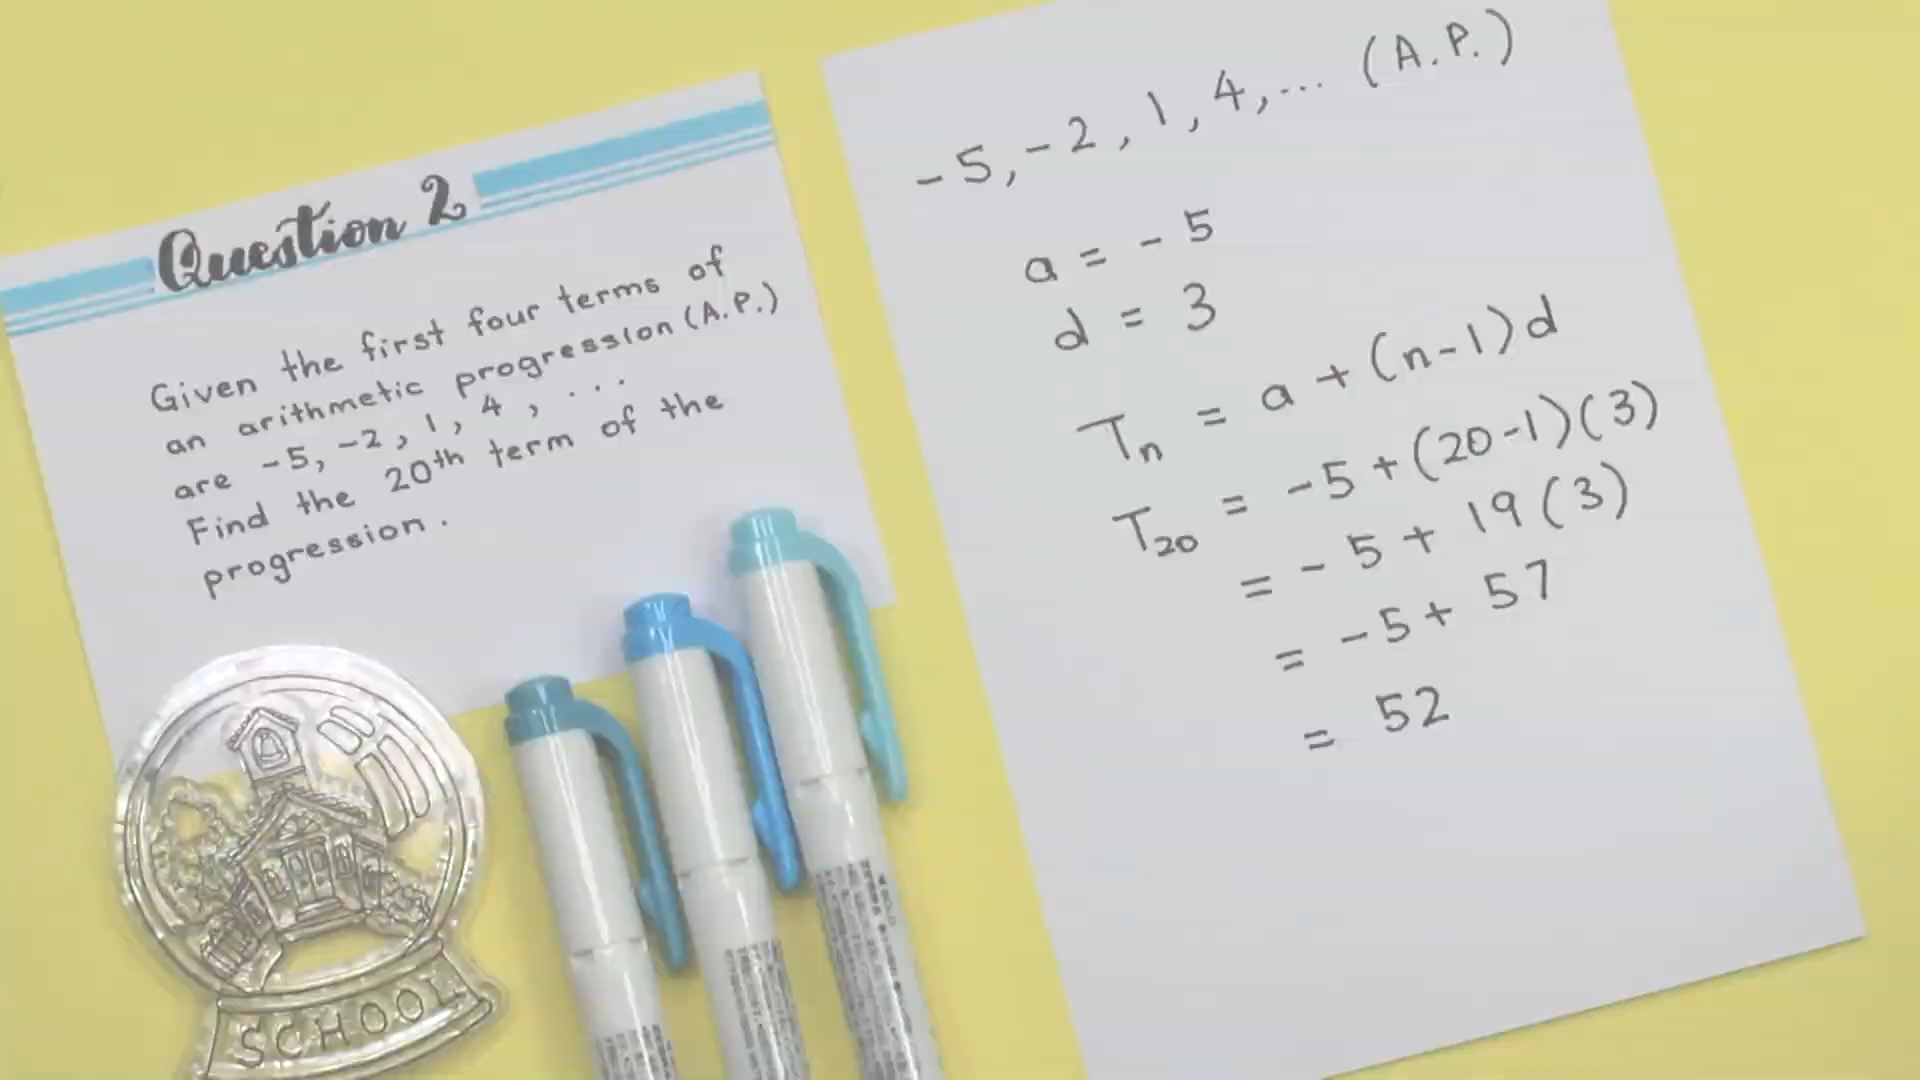 Question 2
Given the first four terms of
an arithmetic progression (A.P.)
are -5, -2, 1, 4, ...
Find the 20th term of the
progression.
SCHOOL
-5, -2, 1, 4, ... (A.P.)
a = -5
d = 3
Tn = a + (n-1)d
T20 = -5 + (20-1)(3)
= -5 + 19(3)
= -5 + 57
= 52